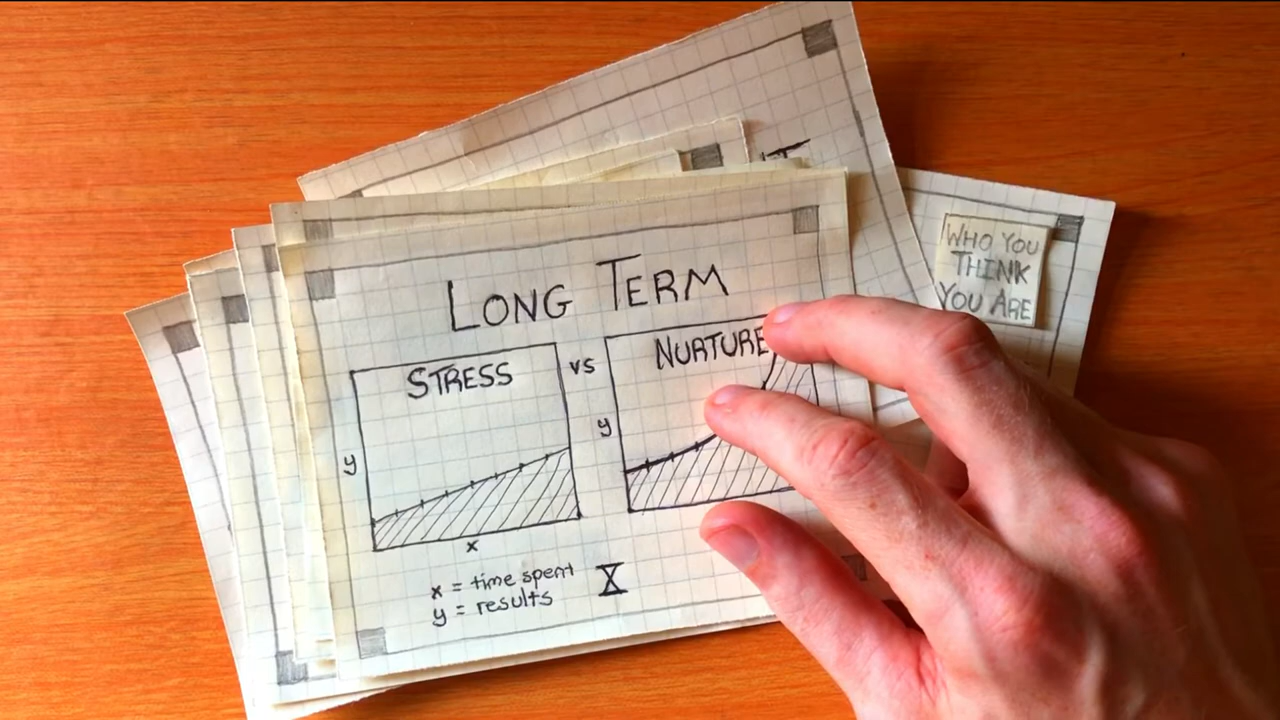 LONG TERM
STRESS
vs
NURTURE
y
y
x
x = time spent
y = results
X
WHO YOU
THINK
YOU ARE